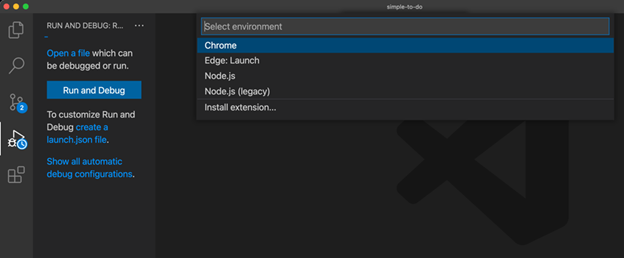 simple-to-do
RUN AND DEBUG: R... ...
Open a file which can
be debugged or run.
Run and Debug
To customize Run and
Debug create a
launch.json file.
Show all automatic
debug configurations.
2
Select environment
Chrome
Edge: Launch
Node.js
Node.js (legacy)
Install extension...